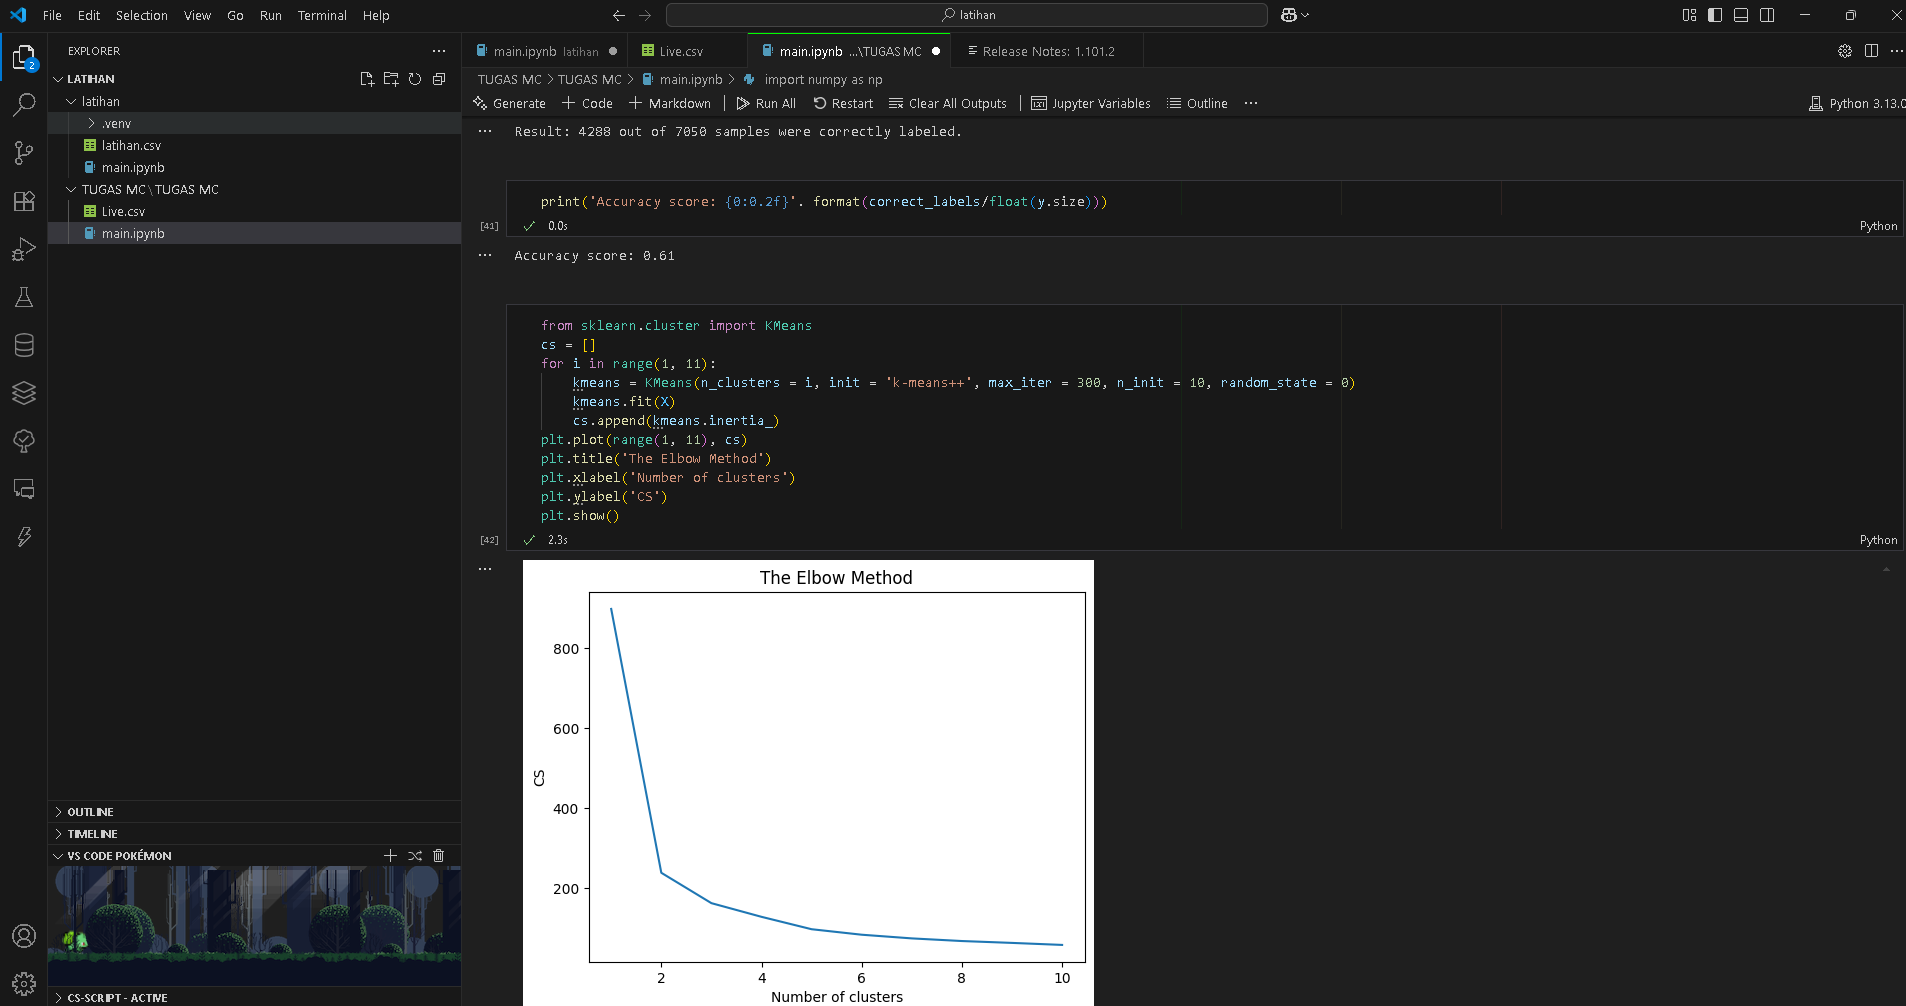 File Edit Selection View Go Run Terminal Help
latihan
EXPLORER
LATIHAN
latihan
.venv
latihan.csv
main.ipynb
TUGAS MC \ TUGAS MC
Live.csv
main.ipynb
OUTLINE
TIMELINE
VS CODE POKÉMON
CS-SCRIPT - ACTIVE
2
main.ipynb latihan
Live.csv
main.ipynb ...\TUGAS MC
Release Notes: 1.101.2
TUGAS MC > TUGAS MC > main.ipynb > import numpy as np
Generate + Code + Markdown Run All Restart Clear All Outputs Jupyter Variables Outline ...
Python 3.13.0
Result: 4288 out of 7050 samples were correctly labeled.
print('Accuracy score: {0:0.2f}'. format(correct_labels/float(y.size)))
[41] 0.0s Python
Accuracy score: 0.61
from sklearn.cluster import KMeans
cs = []
for i in range(1, 11):
    kmeans = KMeans(n_clusters = i, init = 'k-means++', max_iter = 300, n_init = 10, random_state = 0)
    kmeans.fit(X)
    cs.append(kmeans.inertia_)
plt.plot(range(1, 11), cs)
plt.title('The Elbow Method')
plt.xlabel('Number of clusters')
plt.ylabel('CS')
plt.show()
[42] 2.3s Python
The Elbow Method
800
600
400
200
CS
2 4 6 8 10
Number of clusters